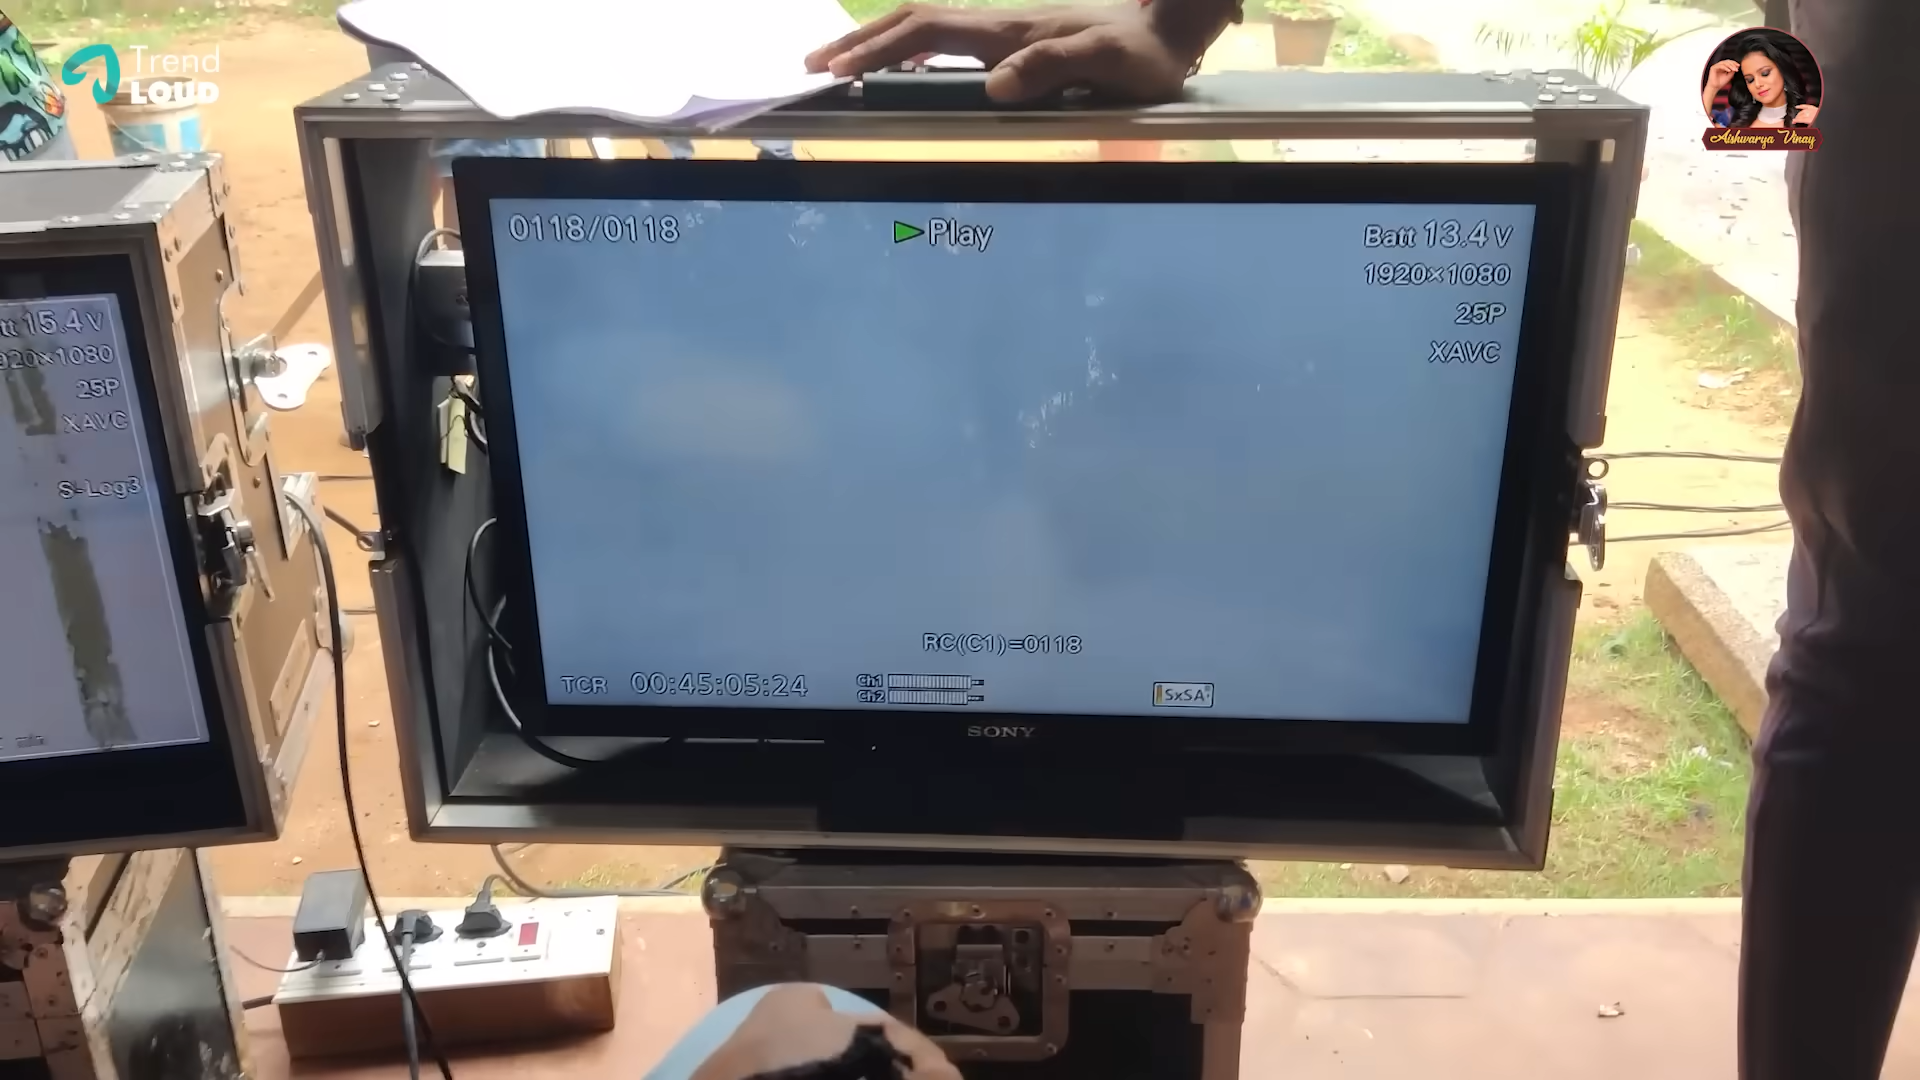 Trend
LOUD
Aishwarya Vinay
0118/0118
Play
Batt 13.4 V
1920×1080
25P
XAVC
RC(C1)=0118
TCR 00:45:05:24
Ch1
Ch2
SxSA
SONY
15.4 V
920×1080
25P
XAVC
S-Log3